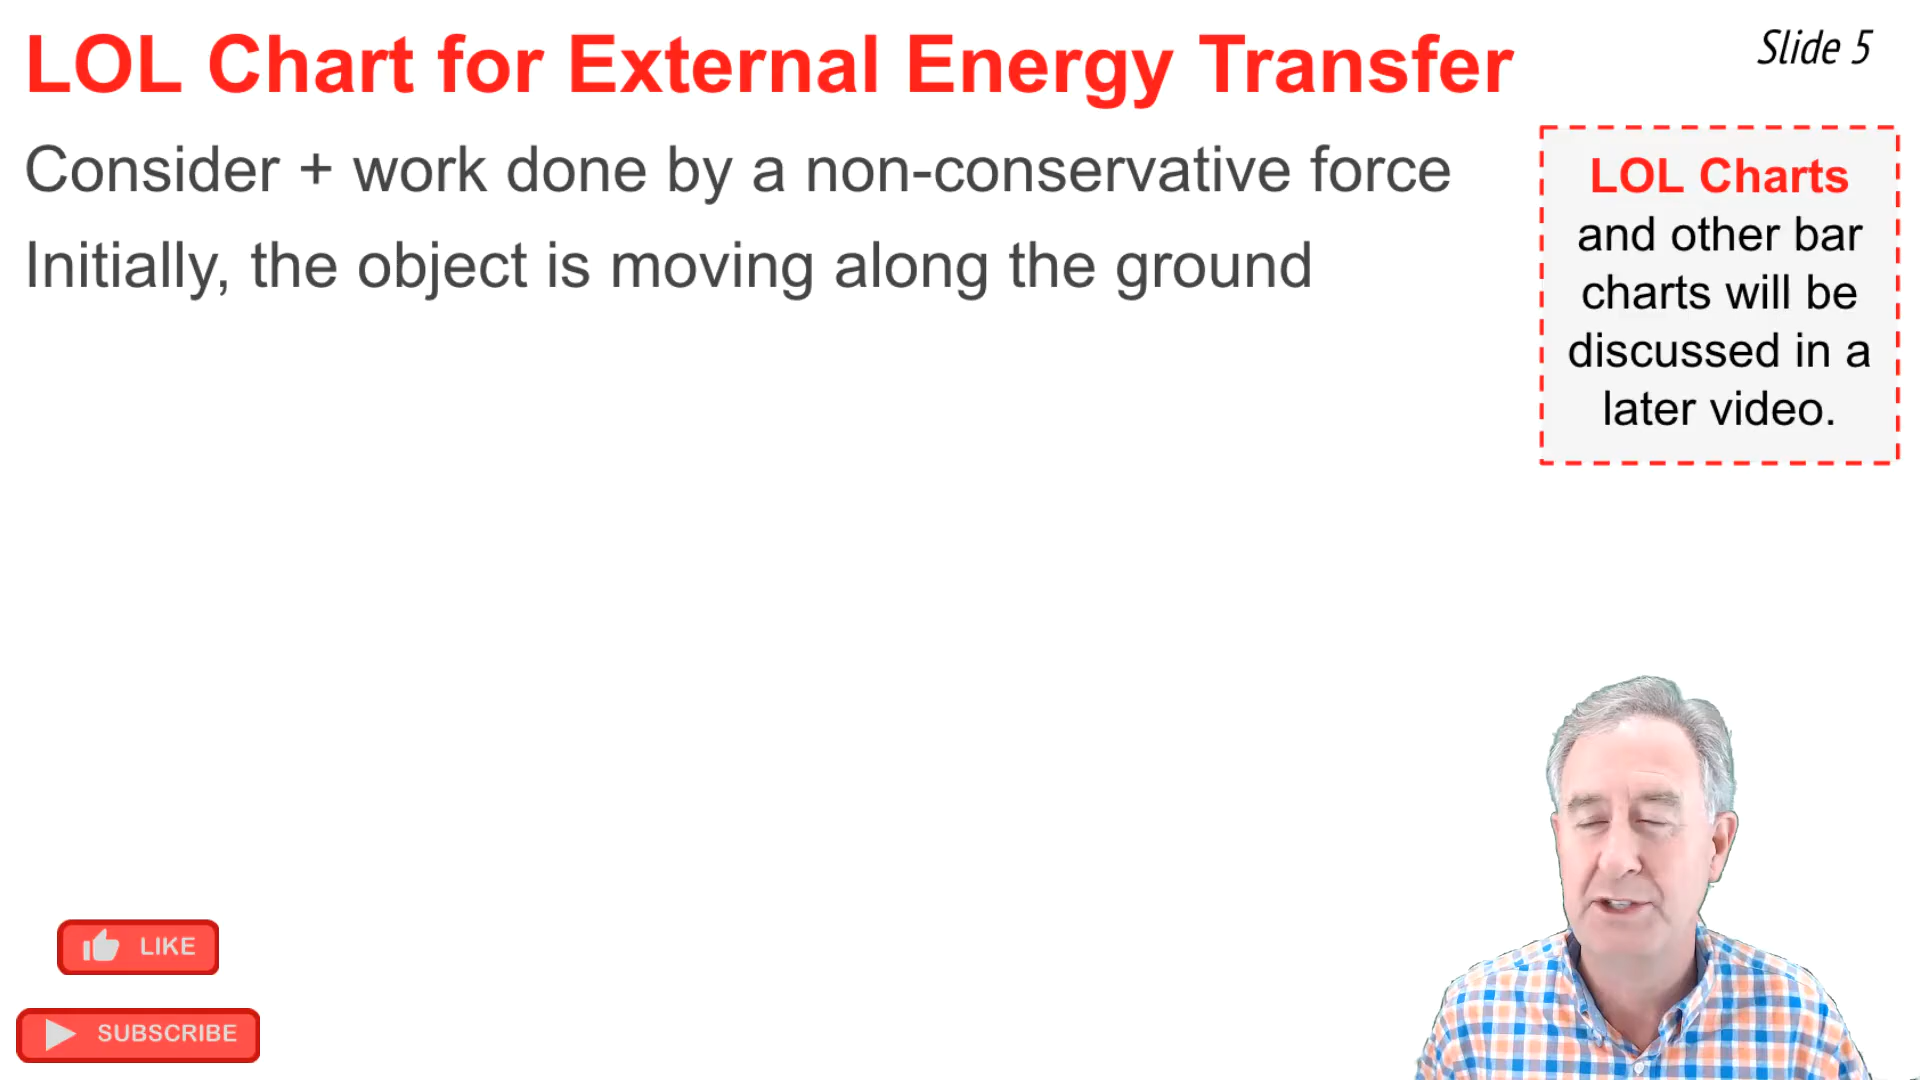 LOL Chart for External Energy Transfer
Slide 5
Consider + work done by a non-conservative force
Initially, the object is moving along the ground
LOL Charts
and other bar
charts will be
discussed in a
later video.
LIKE
SUBSCRIBE